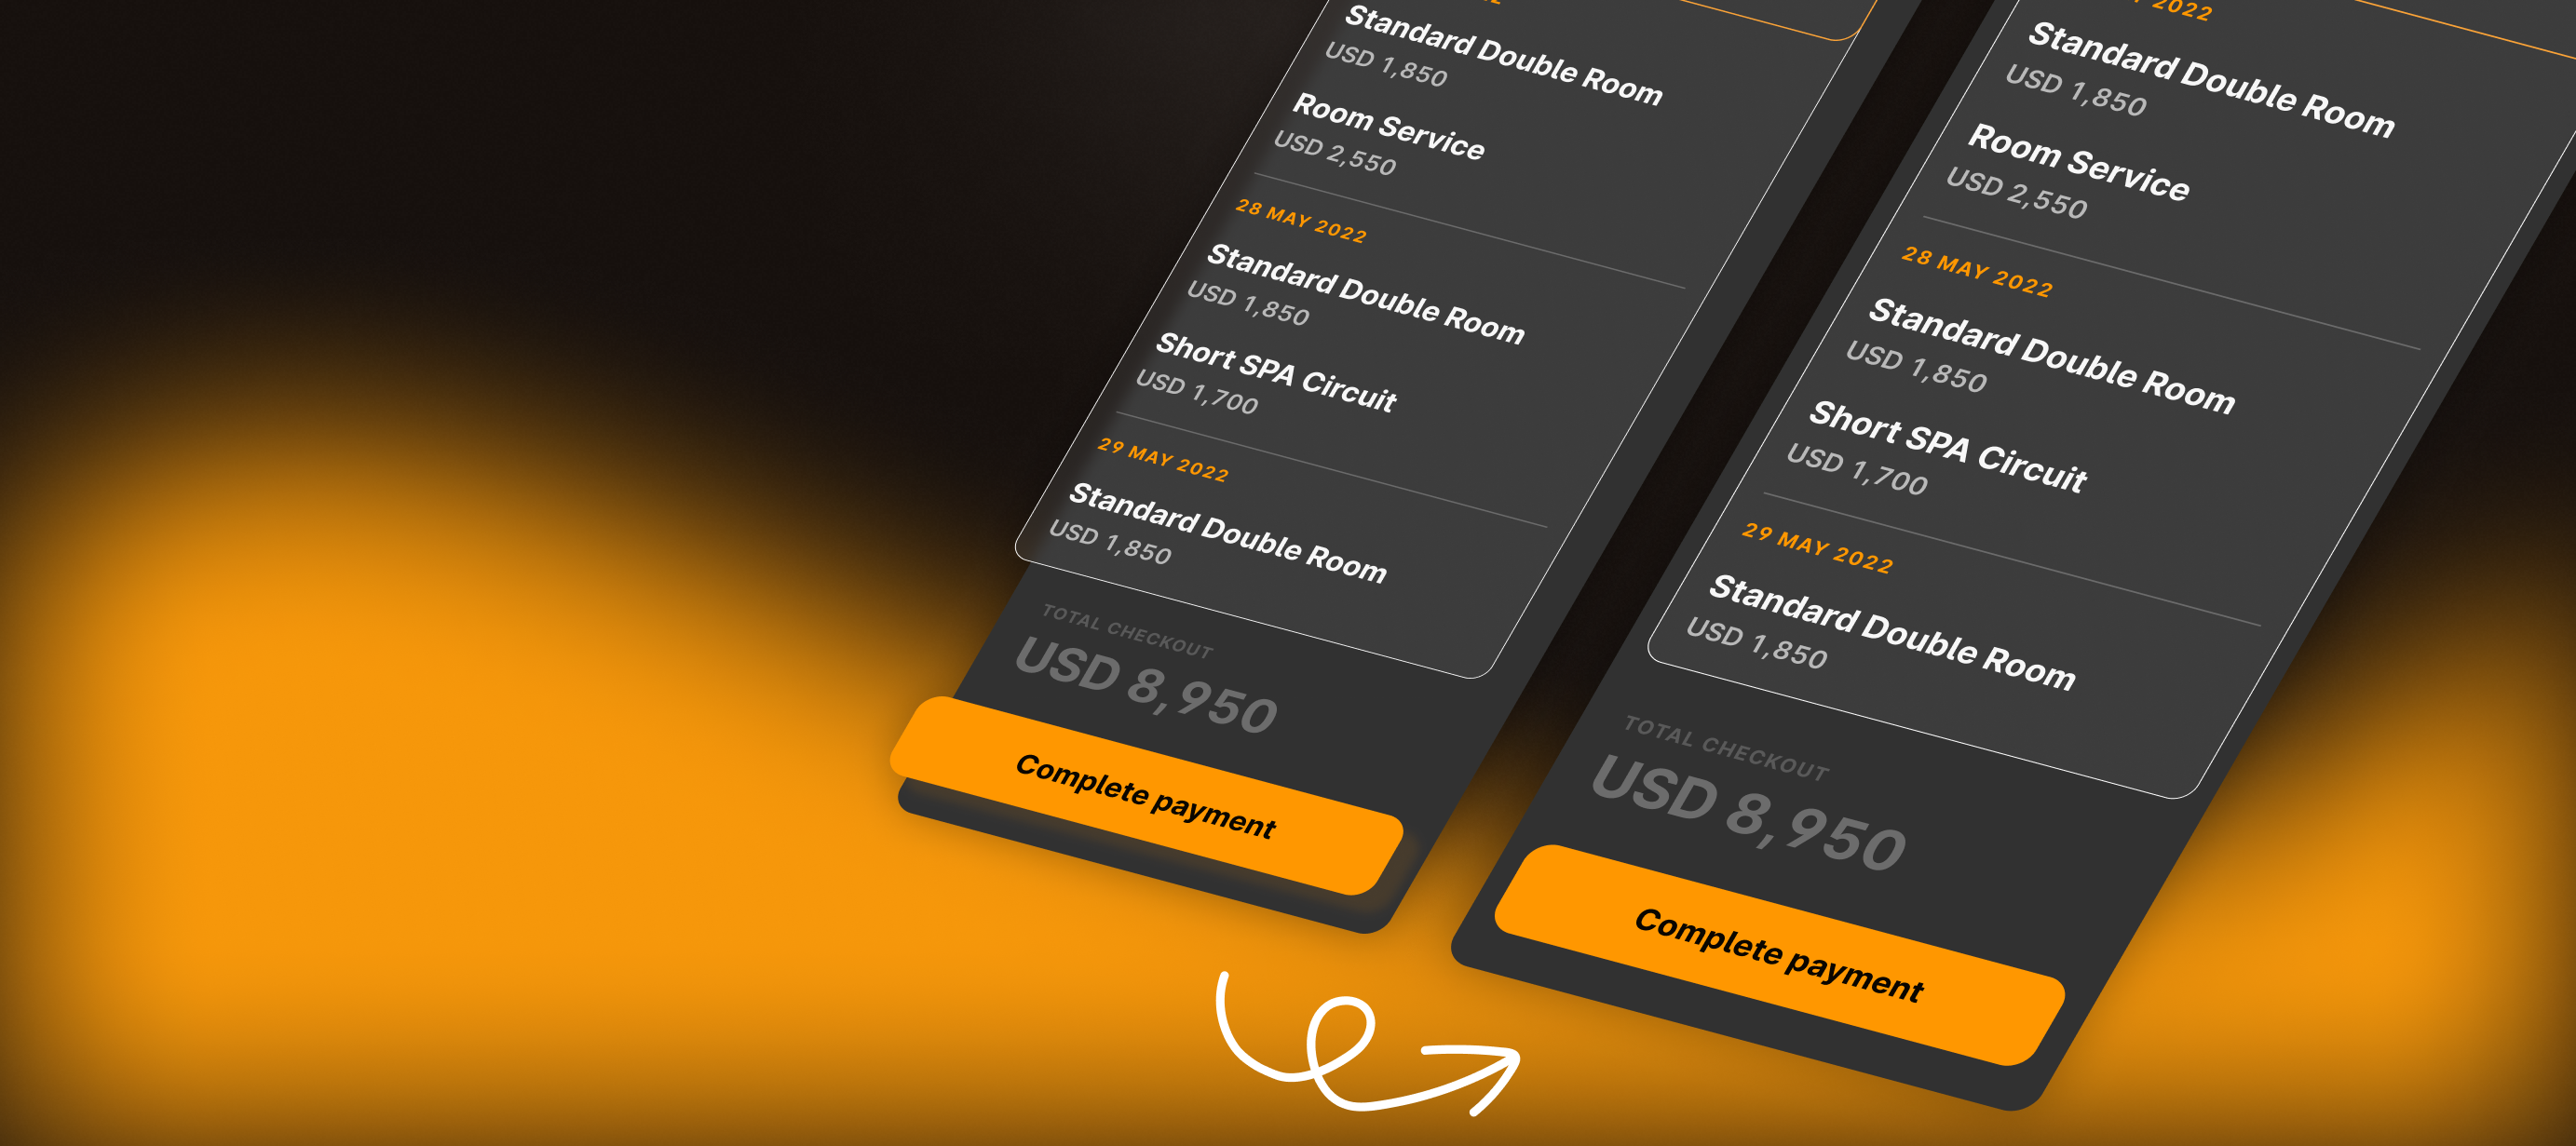 Standard Double Room
USD 1,850
Room Service
USD 2,550
28 MAY 2022
Standard Double Room
USD 1,850
Short SPA Circuit
USD 1,700
29 MAY 2022
Standard Double Room
USD 1,850
TOTAL CHECKOUT
USD 8,950
Complete payment
2022
Standard Double Room
USD 1,850
Room Service
USD 2,550
28 MAY 2022
Standard Double Room
USD 1,850
Short SPA Circuit
USD 1,700
29 MAY 2022
Standard Double Room
USD 1,850
TOTAL CHECKOUT
USD 8,950
Complete payment